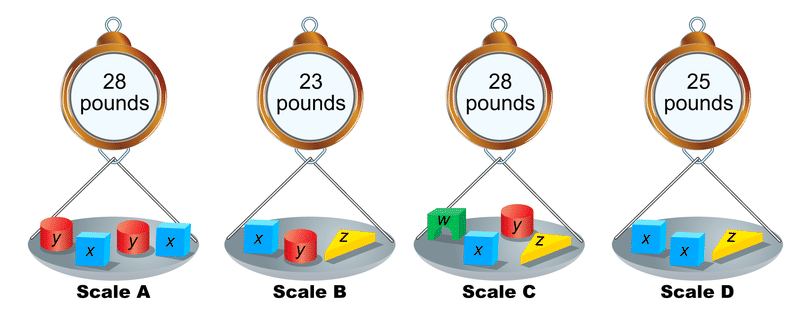 28
pounds
23
pounds
28
pounds
25
pounds
y x y x
x y z
w x y z
x x z
Scale A
Scale B
Scale C
Scale D